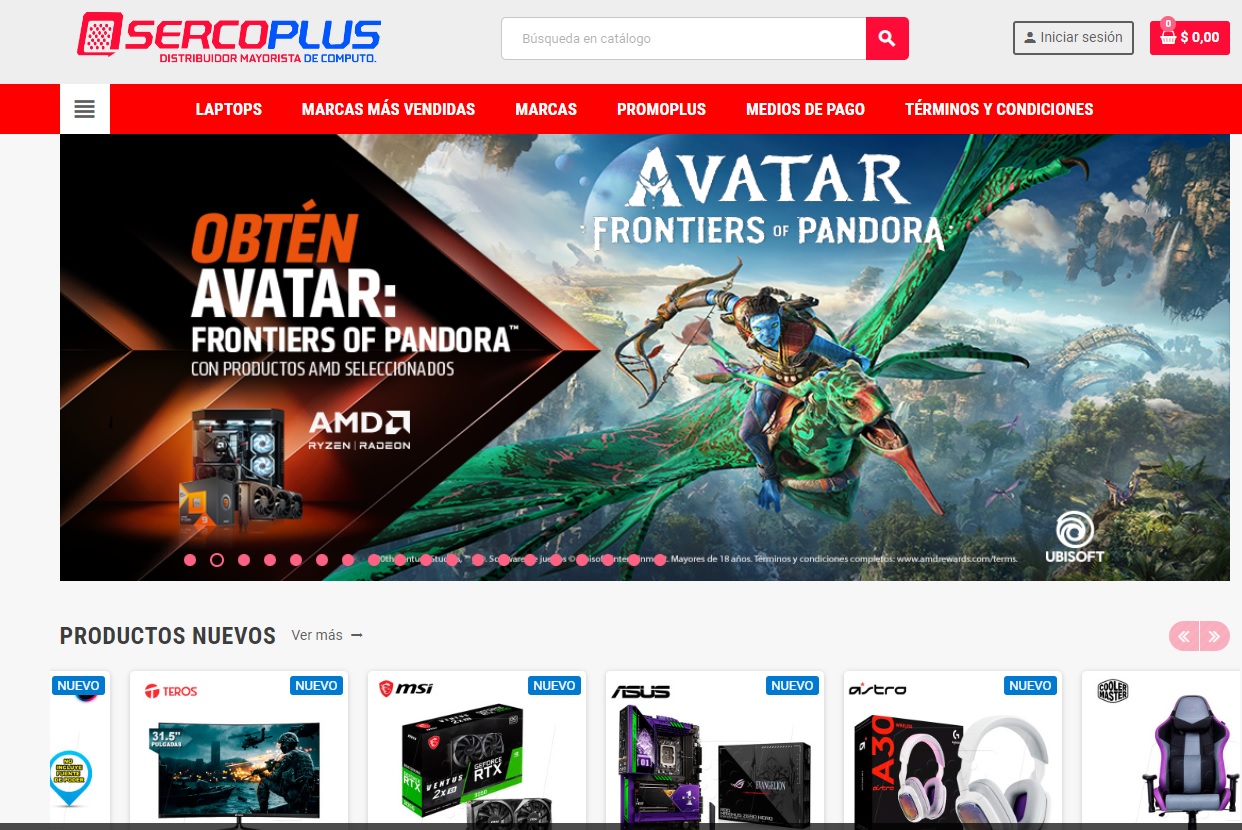 SERCOPLUS
DISTRIBUIDOR MAYORISTA DE COMPUTO.
Búsqueda en catálogo
Iniciar sesión
0
$ 0,00
LAPTOPS
MARCAS MÁS VENDIDAS
MARCAS
PROMOPLUS
MEDIOS DE PAGO
TÉRMINOS Y CONDICIONES
AVATAR
FRONTIERS OF PANDORA
OBTÉN
AVATAR:
FRONTIERS OF PANDORA™
CON PRODUCTOS AMD SELECCIONADOS
AMD
RYZEN | RADEON
Mayores de 18 años. Términos y condiciones completos: www.amdrewards.com/terms.
UBISOFT
PRODUCTOS NUEVOS
Ver más
NUEVO
NO
INCLUYE
FUENTE
DE PODER
TEROS
NUEVO
31.5"
PULGADAS
msi
NUEVO
VENTUS
2X
GEFORCE
RTX
RTX
ASUS
NUEVO
EVANGELION
astro
NUEVO
A30
astro
COOLER
MASTER